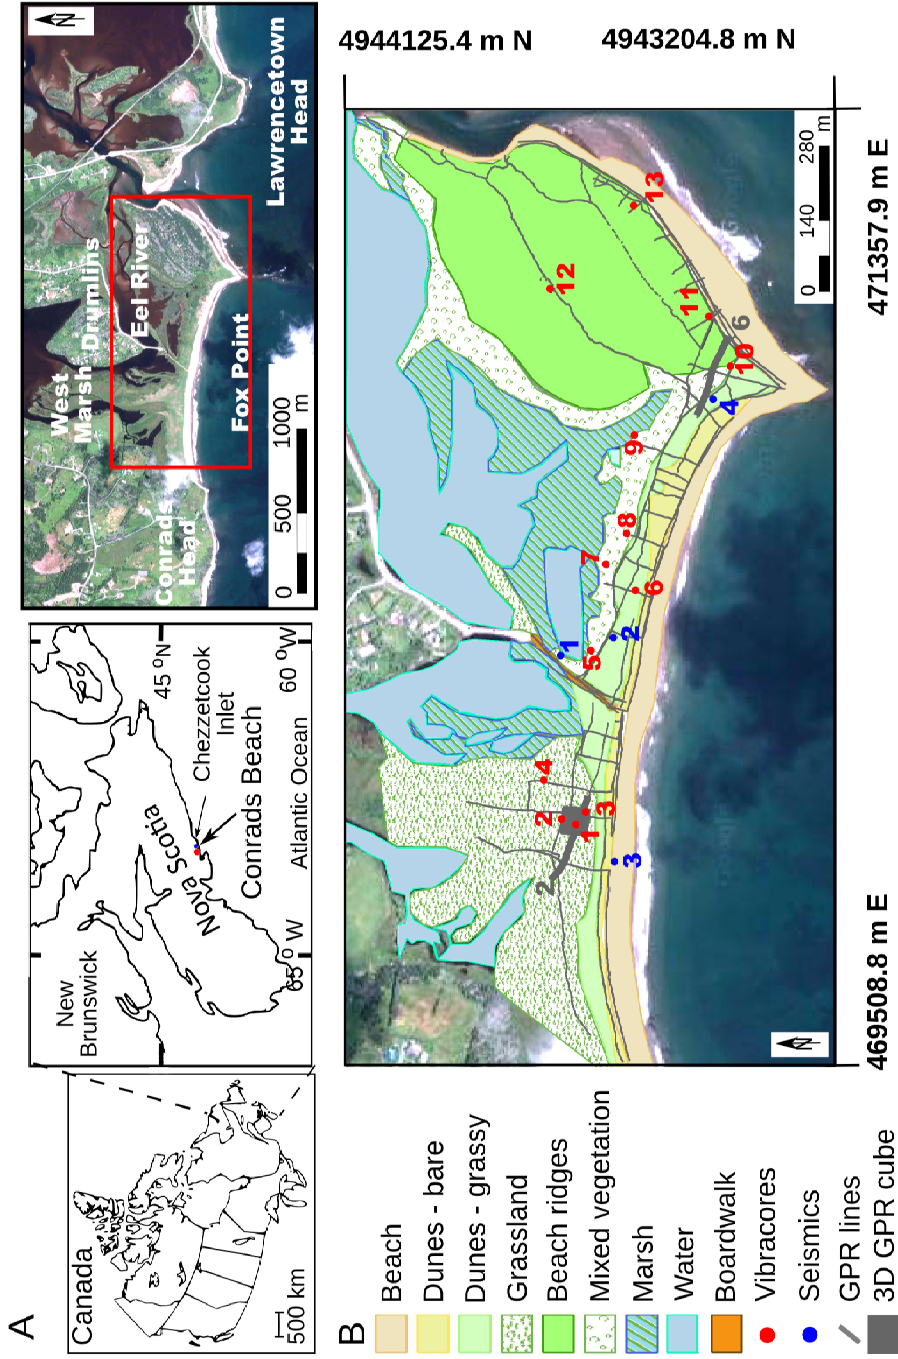 A
Canada
500 km
New
Brunswick
Nova Scotia
45 °N
Chezzetcook
Inlet
Conrads Beach
Atlantic Ocean
65 ° W
60 °W
N
West
Marsh
Drumlins
Eel River
Conrads
Head
Fox Point
Lawrencetown
Head
0
500
1000
m
B
Beach
Dunes - bare
Dunes - grassy
Grassland
Beach ridges
Mixed vegetation
Marsh
Water
Boardwalk
Vibracores
Seismics
GPR lines
3D GPR cube
4944125.4 m N
4943204.8 m N
469508.8 m E
471357.9 m E
N
0
140
280
m
2
2
1
3
4
3
1
5
2
7
6
8
9
4
10
6
11
12
13